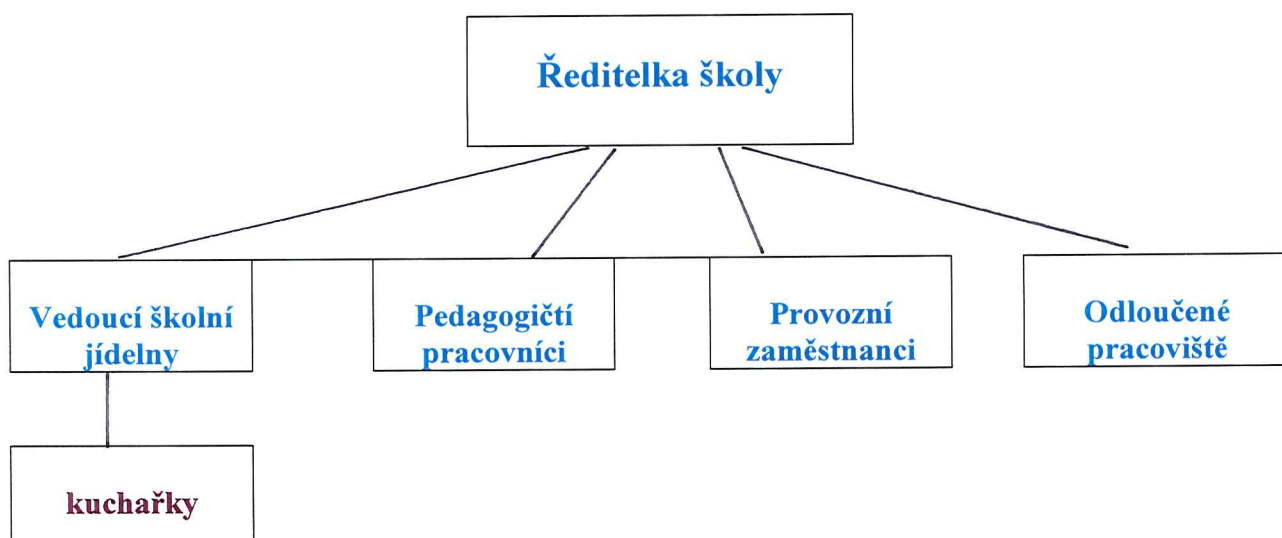 Ředitelka školy
Vedoucí školní
jídelny
Pedagogičtí
pracovníci
Provozní
zaměstnanci
Odloučené
pracoviště
kuchařky